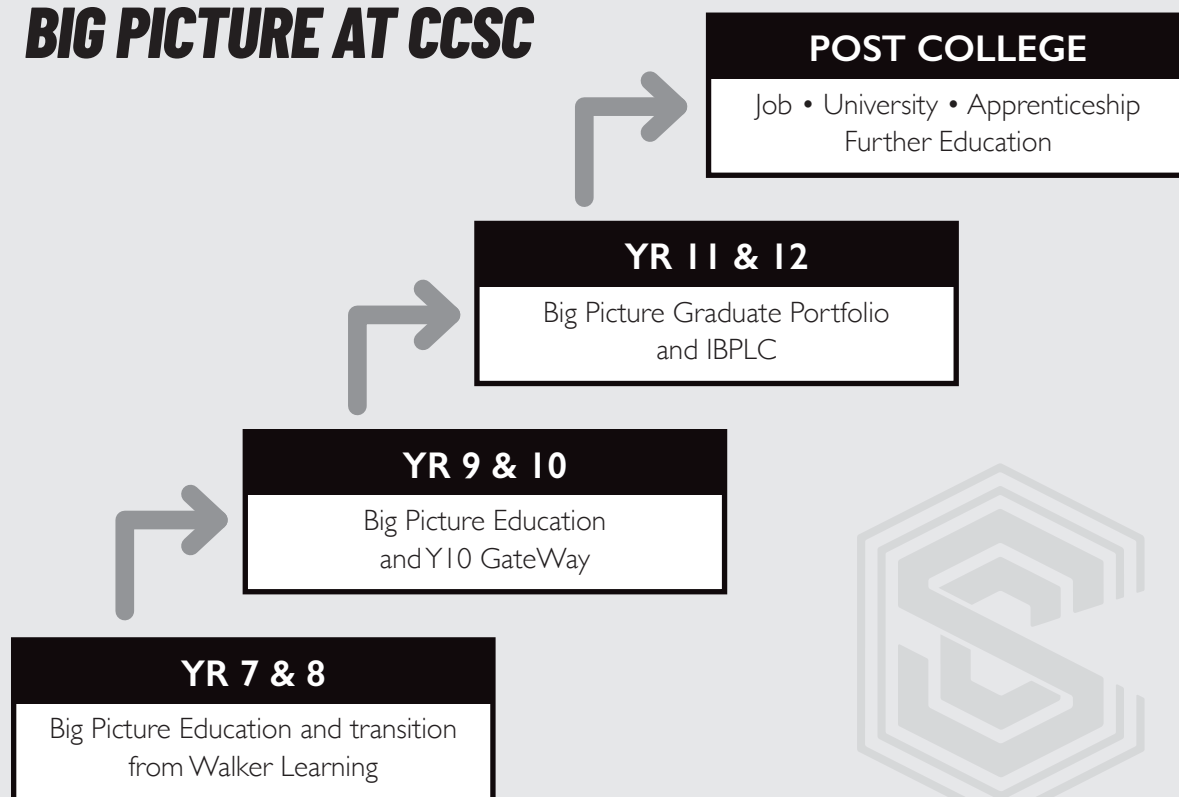 BIG PICTURE AT CCSC
POST COLLEGE
Job • University • Apprenticeship
Further Education
YR 11 & 12
Big Picture Graduate Portfolio
and IBPLC
YR 9 & 10
Big Picture Education
and Y10 GateWay
YR 7 & 8
Big Picture Education and transition
from Walker Learning